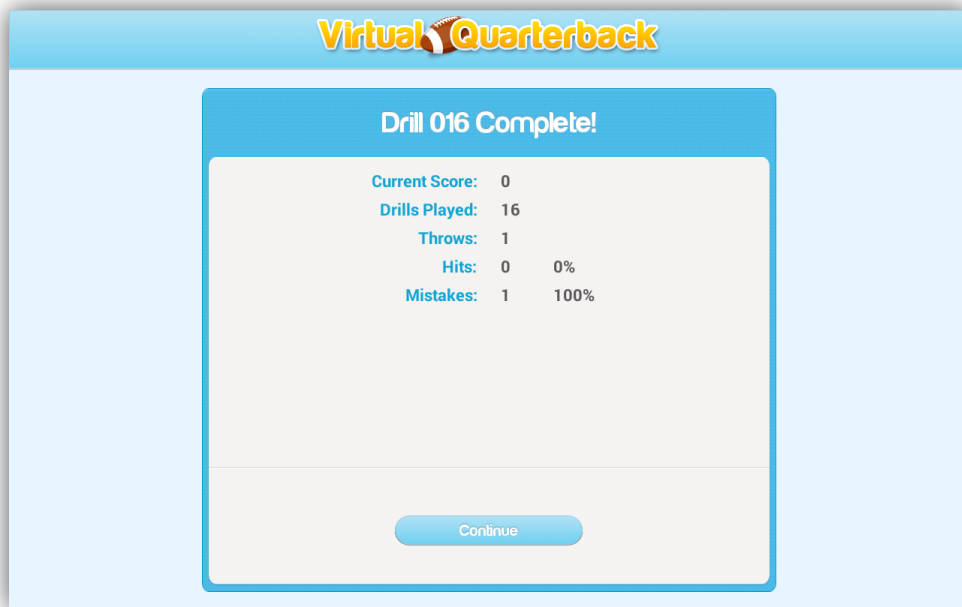 Virtual Quarterback
Drill 016 Complete!
Current Score: 0
Drills Played: 16
Throws: 1
Hits: 0 0%
Mistakes: 1 100%
Continue